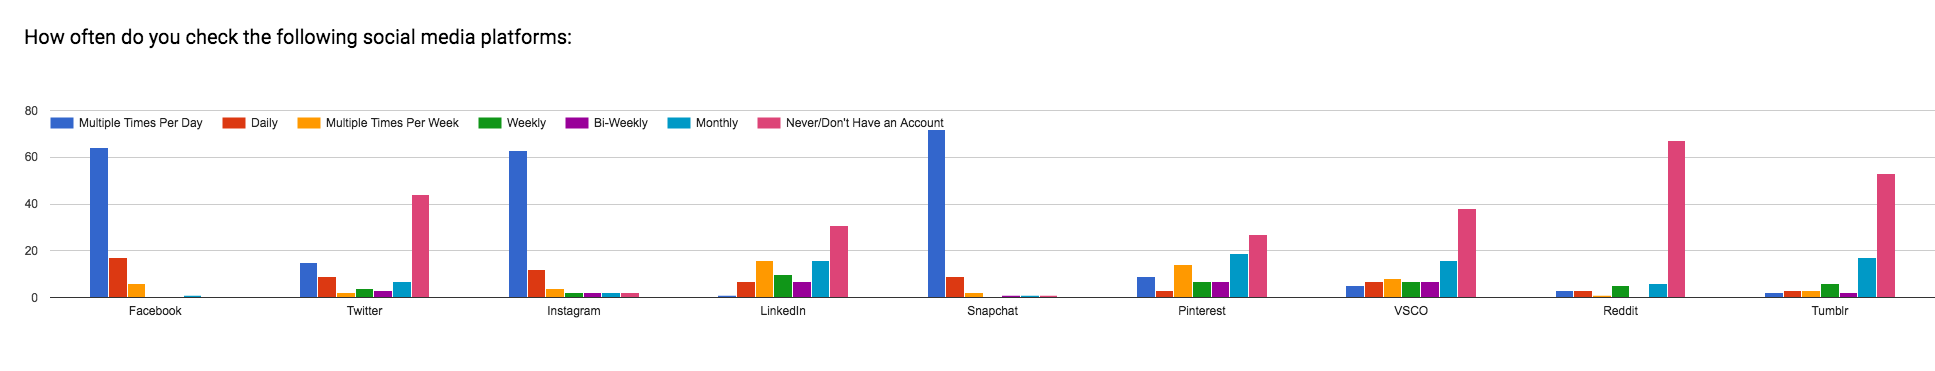 How often do you check the following social media platforms:
80
Multiple Times Per Day Daily Multiple Times Per Week Weekly Bi-Weekly Monthly Never/Don't Have an Account
60
40
20
0
Facebook Twitter Instagram LinkedIn Snapchat Pinterest VSCO Reddit Tumblr